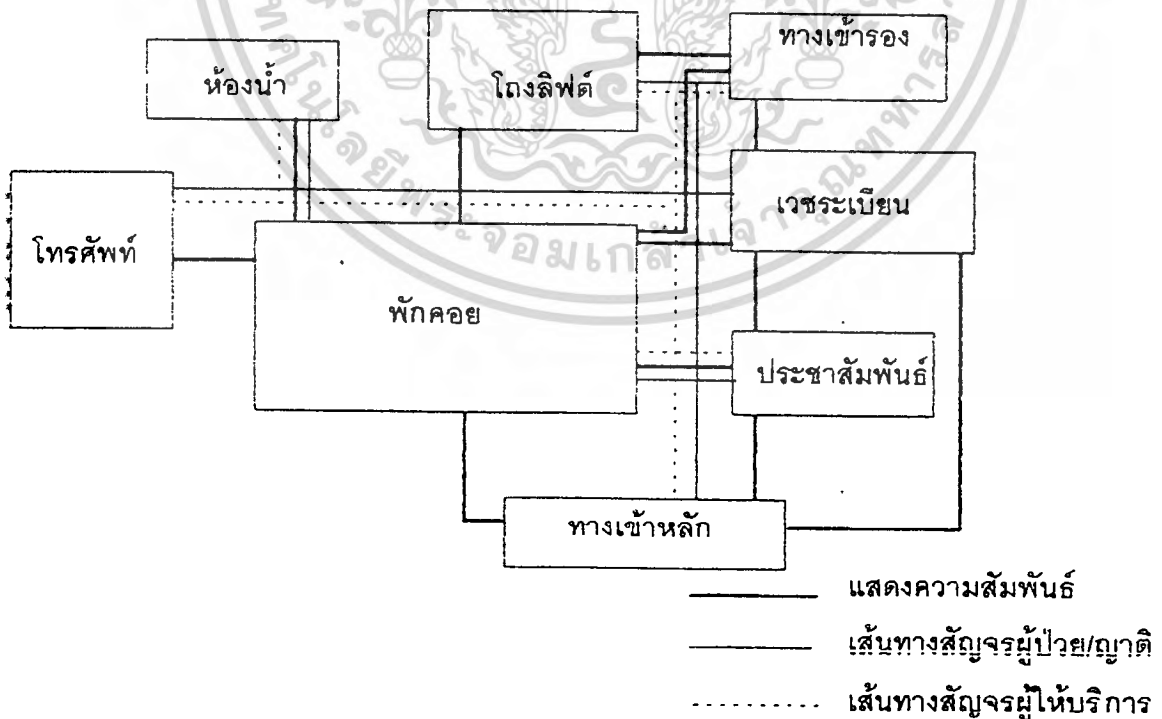 ทางเข้ารอง
ห้องน้ำ
โถงลิฟต์
เวชระเบียน
โทรศัพท์
พักคอย
ประชาสัมพันธ์
ทางเข้าหลัก
แสดงความสัมพันธ์
เส้นทางสัญจรผู้ป่วย/ญาติ
เส้นทางสัญจรผู้ให้บริการ